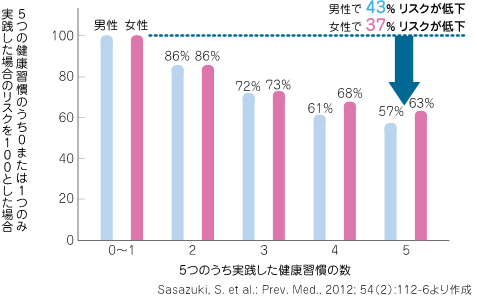 男性で 43% リスクが低下
女性で 37% リスクが低下
5つの健康習慣のうち0または1つのみ
実践した場合のリスクを100とした場合
男性 女性
100
80
60
40
20
0
86% 86%
72% 73%
61% 68%
57% 63%
0〜1 2 3 4 5
5つのうち実践した健康習慣の数
Sasazuki, S. et al.: Prev. Med., 2012; 54(2):112-6より作成